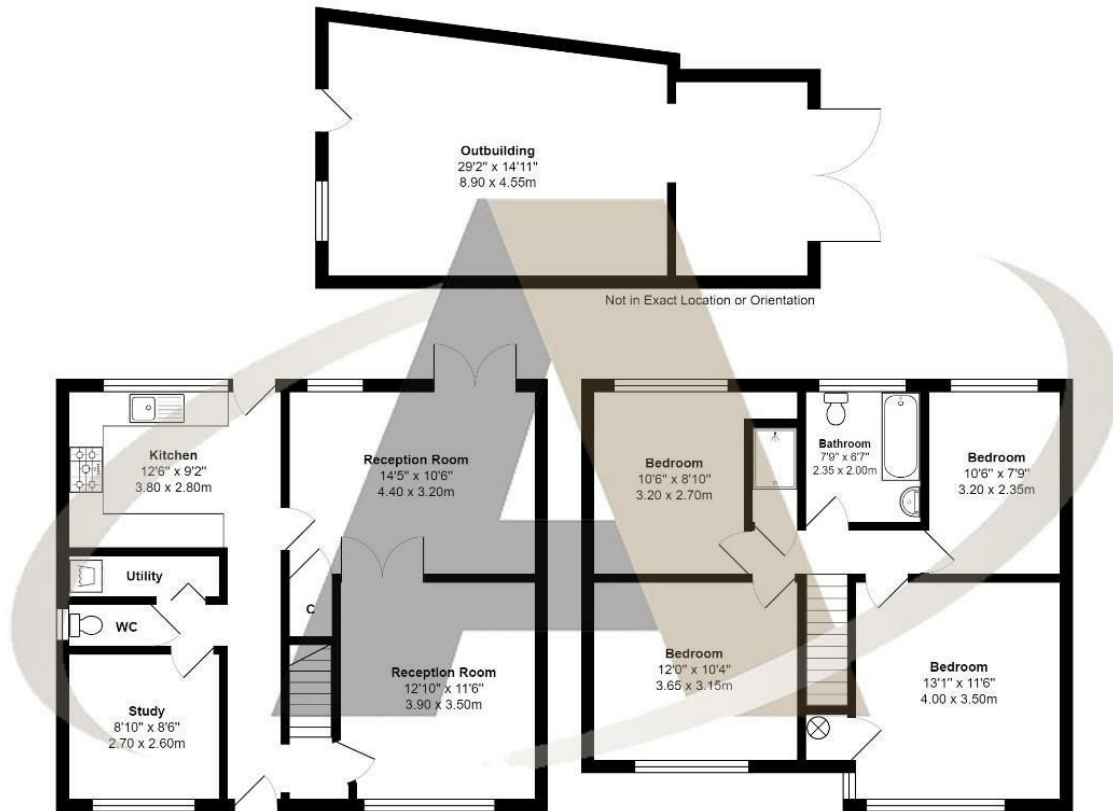 Outbuilding
29'2" x 14'11"
8.90 x 4.55m
Not in Exact Location or Orientation
Kitchen
12'6" x 9'2"
3.80 x 2.80m
Reception Room
14'5" x 10'6"
4.40 x 3.20m
Utility
WC
C
Study
8'10" x 8'6"
2.70 x 2.60m
Reception Room
12'10" x 11'6"
3.90 x 3.50m
Bedroom
10'6" x 8'10"
3.20 x 2.70m
Bathroom
7'9" x 6'7"
2.35 x 2.00m
Bedroom
10'6" x 7'9"
3.20 x 2.35m
Bedroom
12'0" x 10'4"
3.65 x 3.15m
Bedroom
13'1" x 11'6"
4.00 x 3.50m